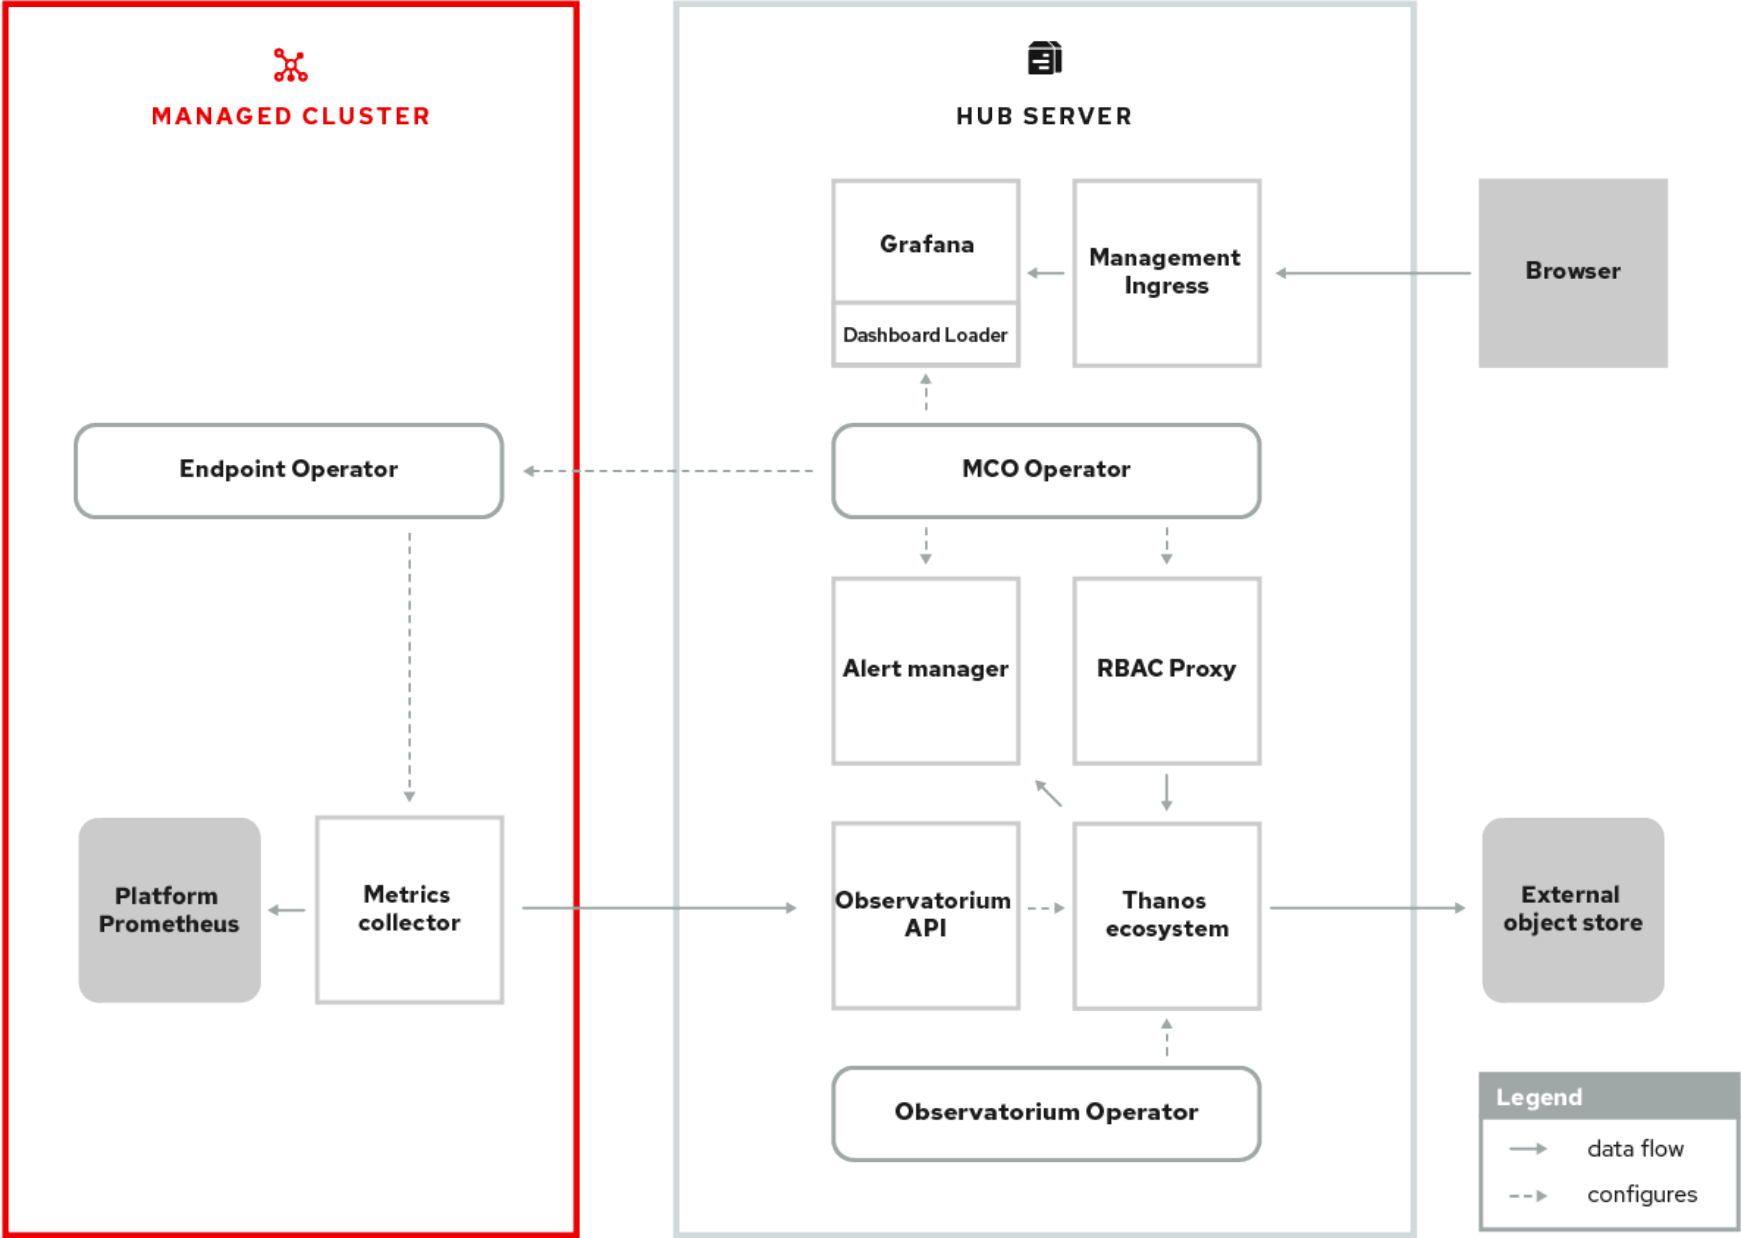 MANAGED CLUSTER
HUB SERVER
Grafana
Dashboard Loader
Management
Ingress
Browser
Endpoint Operator
MCO Operator
Alert manager
RBAC Proxy
Platform
Prometheus
Metrics
collector
Observatorium
API
Thanos
ecosystem
External
object store
Observatorium Operator
Legend
data flow
configures